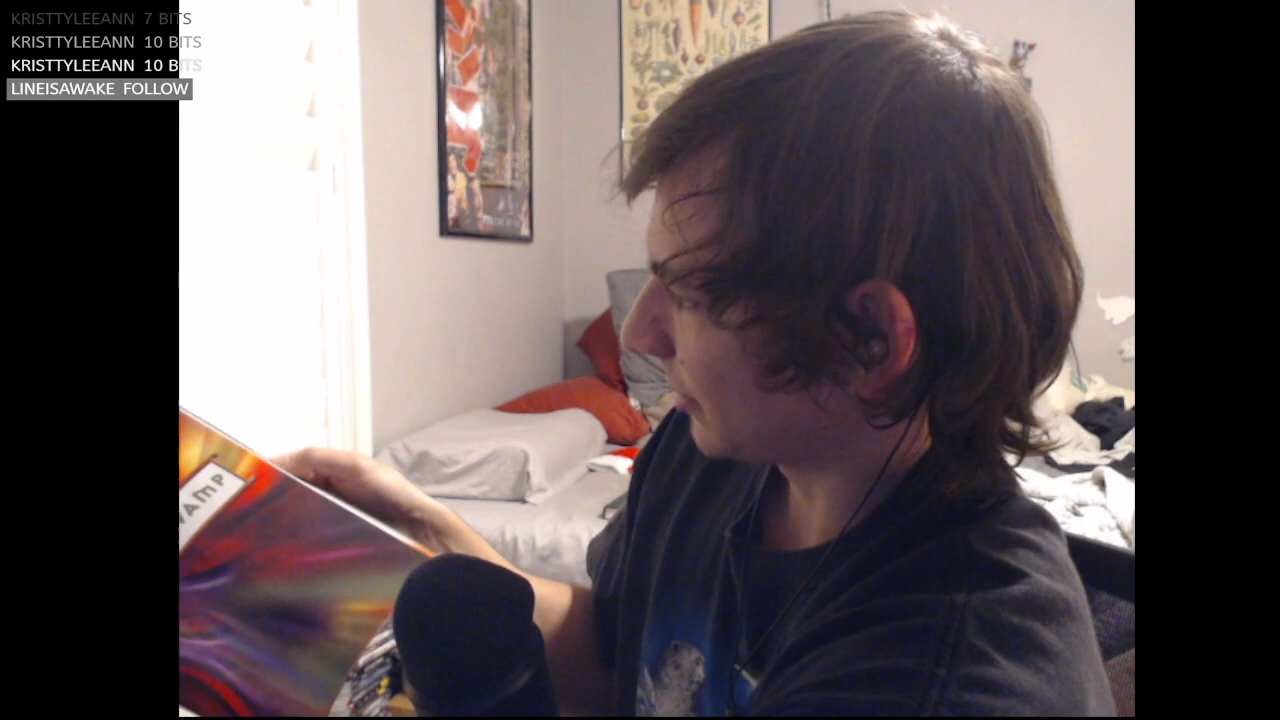 KRISTTYLEEANN 7 BITS
KRISTTYLEEANN 10 BITS
KRISTTYLEEANN 10 BITS
LINEISAWAKE FOLLOW